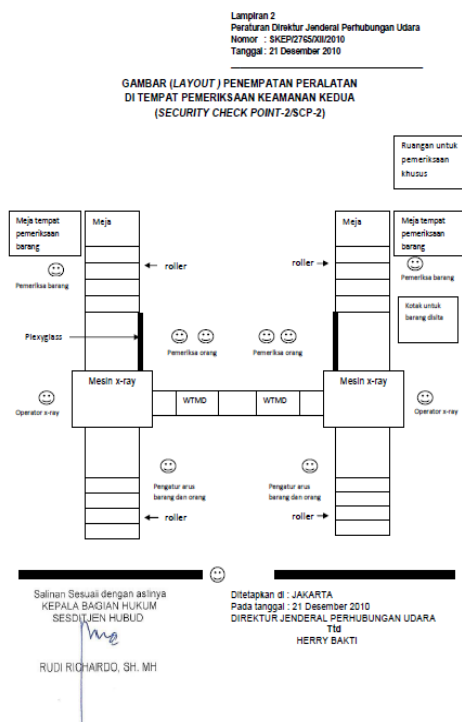 Lampiran 2
Peraturan Direktur Jenderal Perhubungan Udara
Nomor : SKEP/2765/XII/2010
Tanggal : 21 Desember 2010
GAMBAR (LAYOUT ) PENEMPATAN PERALATAN
DI TEMPAT PEMERIKSAAN KEAMANAN KEDUA
(SECURITY CHECK POINT-2/SCP-2)
Ruangan untuk
pemeriksaan
khusus
Meja tempat
pemeriksaan
barang
Meja
Meja
Meja tempat
pemeriksaan
barang
roller
roller
Pemeriksa barang
Pemeriksa barang
Kotak untuk
barang disita
Plexyglass
Pemeriksa orang
Pemeriksa orang
Mesin x-ray
Mesin x-ray
WTMD
WTMD
Operator x-ray
Operator x-ray
Pengatur arus
barang dan orang
Pengatur arus
barang dan orang
roller
roller
Salinan Sesuai dengan aslinya
KEPALA BAGIAN HUKUM
SESDITJEN HUBUD
RUDI RICHAIRDO, SH. MH
Ditetapkan di : JAKARTA
Pada tanggal : 21 Desember 2010
DIREKTUR JENDERAL PERHUBUNGAN UDARA
Ttd
HERRY BAKTI